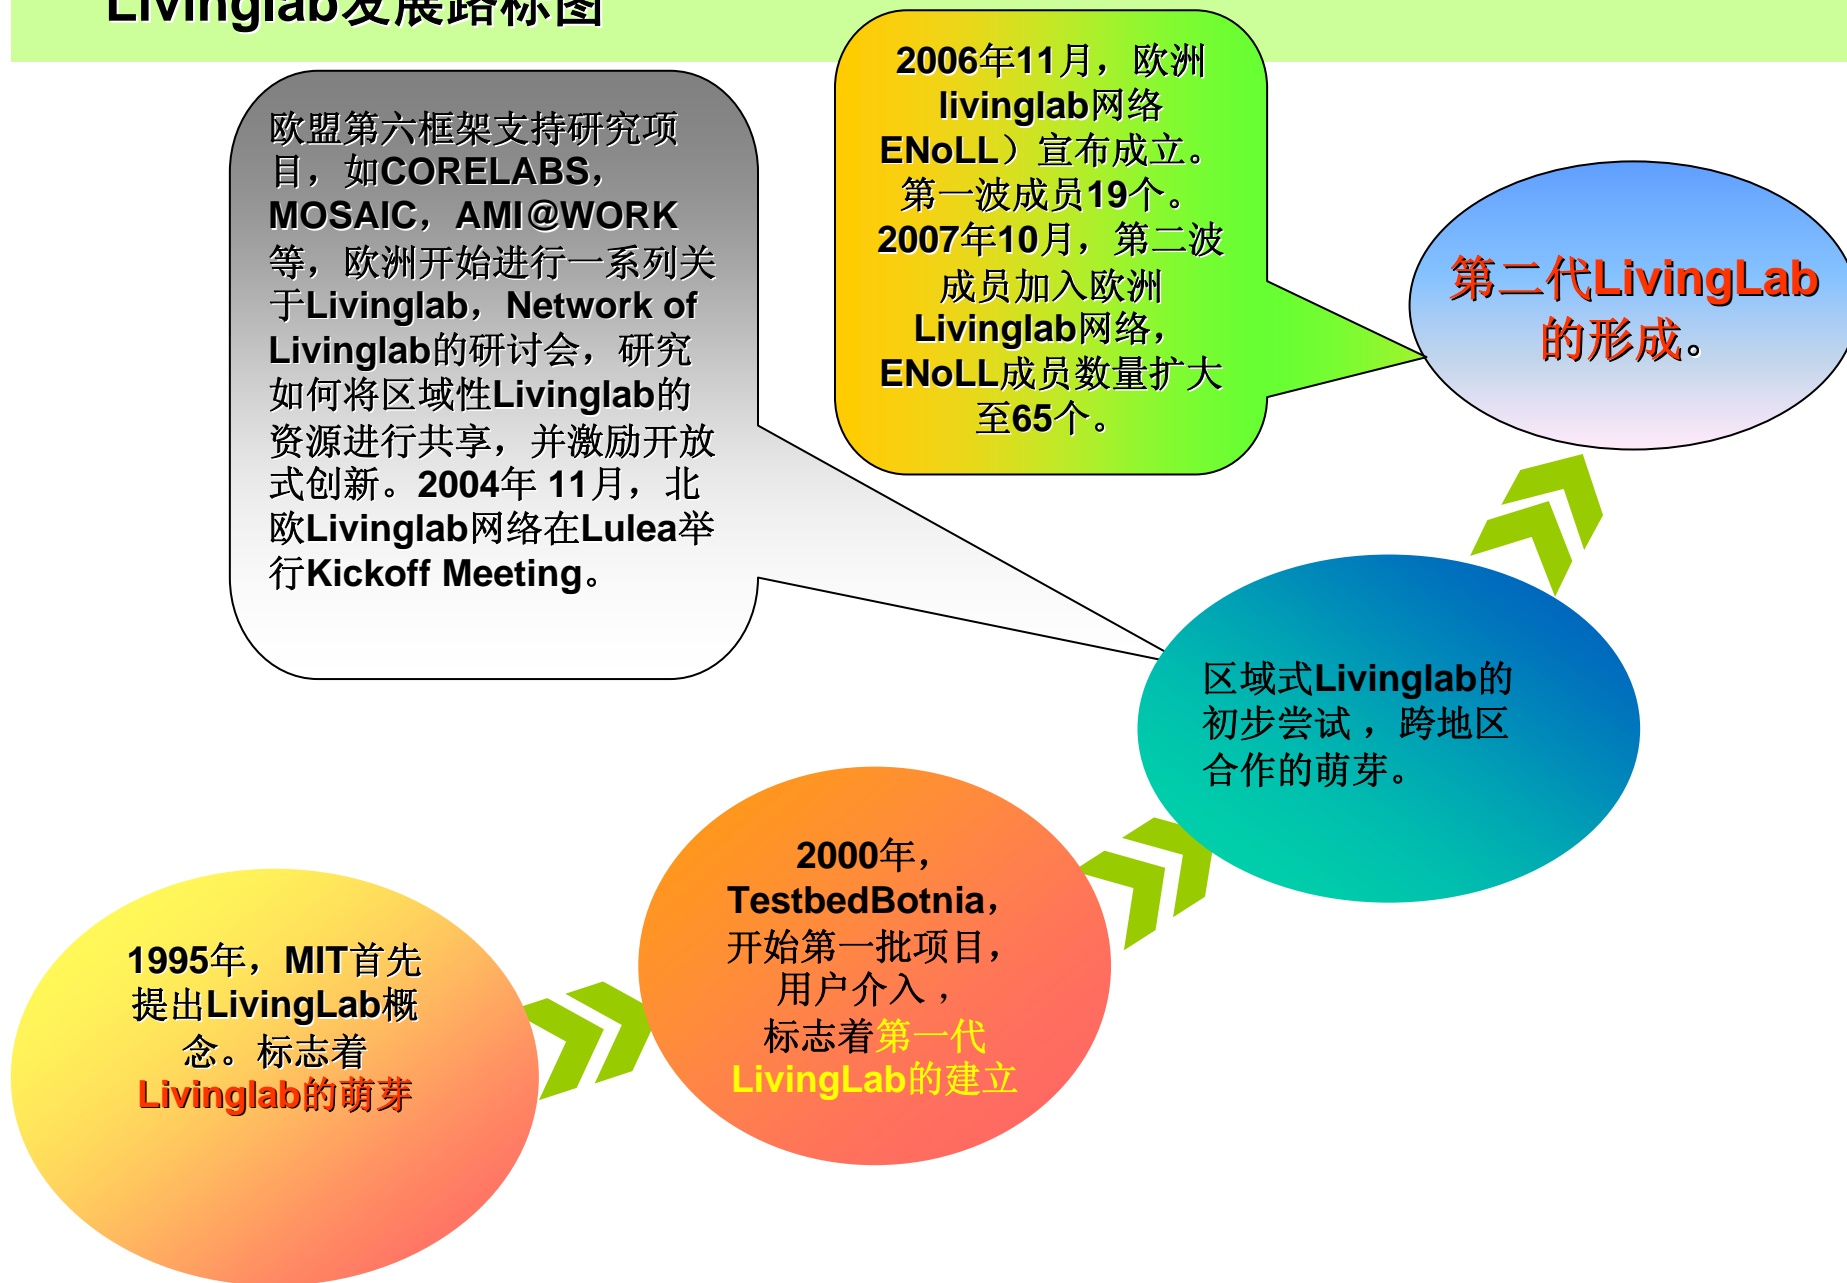 Livinglab发展路标图
欧盟第六框架支持研究项
目，如CORELABS，
MOSAIC，AMI@WORK
等，欧洲开始进行一系列关
于Livinglab，Network of
Livinglab的研讨会，研究
如何将区域性Livinglab的
资源进行共享，并激励开放
式创新。2004年 11月，北
欧Livinglab网络在Lulea举
行Kickoff Meeting。
2006年11月，欧洲
livinglab网络
ENoLL）宣布成立。
第一波成员19个。
2007年10月，第二波
成员加入欧洲
Livinglab网络，
ENoLL成员数量扩大
至65个。
第二代LivingLab
的形成。
区域式Livinglab的
初步尝试 ，跨地区
合作的萌芽。
2000年，
TestbedBotnia，
开始第一批项目，
用户介入 ，
标志着第一代
LivingLab的建立
1995年，MIT首先
提出LivingLab概
念。标志着
Livinglab的萌芽